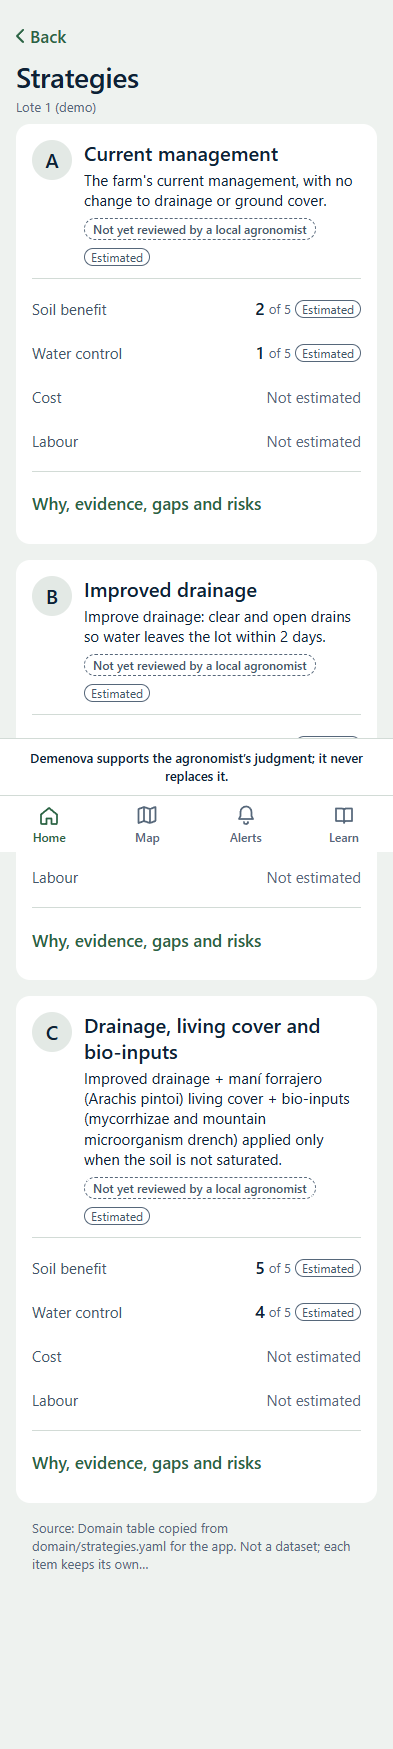 Back
Strategies
Lote 1 (demo)
A
Current management
The farm's current management, with no
change to drainage or ground cover.
Not yet reviewed by a local agronomist
Estimated
Soil benefit 2 of 5 Estimated
Water control 1 of 5 Estimated
Cost Not estimated
Labour Not estimated
Why, evidence, gaps and risks
B
Improved drainage
Improve drainage: clear and open drains
so water leaves the lot within 2 days.
Not yet reviewed by a local agronomist
Estimated
Demenova supports the agronomist's judgment; it never
replaces it.
Home Map Alerts Learn
Labour Not estimated
Why, evidence, gaps and risks
C
Drainage, living cover and
bio-inputs
Improved drainage + maní forrajero
(Arachis pintoi) living cover + bio-inputs
(mycorrhizae and mountain
microorganism drench) applied only
when the soil is not saturated.
Not yet reviewed by a local agronomist
Estimated
Soil benefit 5 of 5 Estimated
Water control 4 of 5 Estimated
Cost Not estimated
Labour Not estimated
Why, evidence, gaps and risks
Source: Domain table copied from
domain/strategies.yaml for the app. Not a dataset; each
item keeps its own…